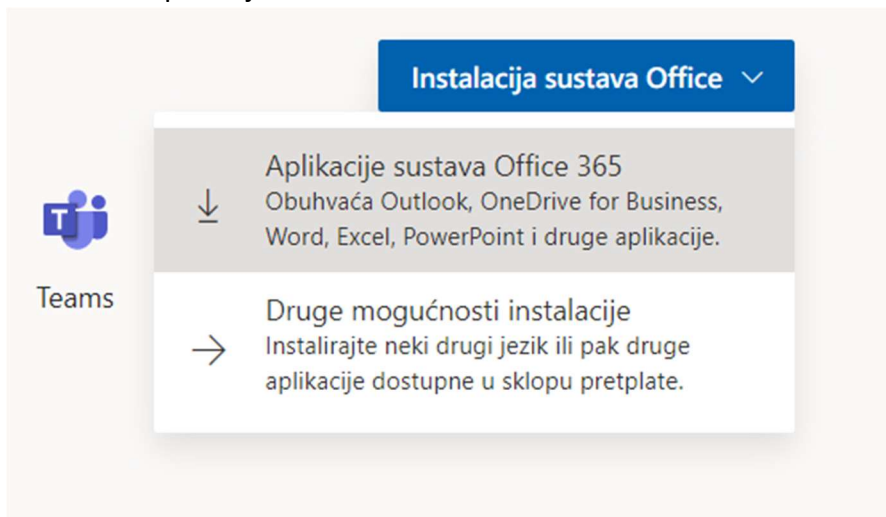 Instalacija sustava Office
Aplikacije sustava Office 365
Obuhvaća Outlook, OneDrive for Business,
Word, Excel, PowerPoint i druge aplikacije.
T
Teams
Druge mogućnosti instalacije
Instalirajte neki drugi jezik ili pak druge
aplikacije dostupne u sklopu pretplate.